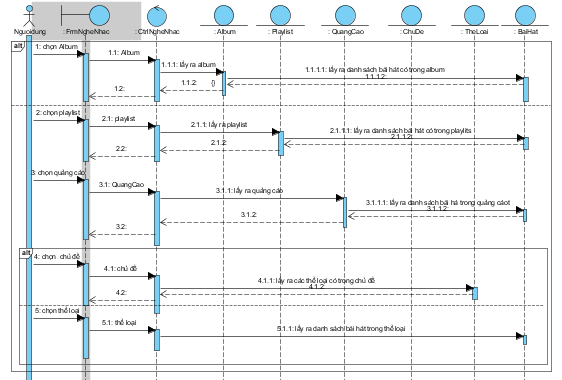 Nguoidung
: FrmNgheNhac
: CtrlNgheNhac
: Album
: Playlist
: QuangCao
: ChuDe
: TheLoai
: BaiHat
alt
1: chọn Album
1.1: Album
1.1.1: lấy ra album
1.1.1.1: lấy ra danh sách bài hát có trong album
1.1.1.2:
1.1.2:
1.2:
2: chọn playlist
2.1: playlist
2.1.1: lấy ra playlist
2.1.1.1: lấy ra danh sách bài hát có trong playlits
2.1.1.2:
2.1.2:
2.2:
3: chọn quảng cáo
3.1: QuangCao
3.1.1: lấy ra quảng cáo
3.1.1.1: lấy ra danh sách bài há trong quảng cáot
3.1.1.2:
3.1.2:
3.2:
alt
4: chọn chủ đề
4.1: chủ đề
4.1.1: lấy ra các thể loại có trong chủ đề
4.1.2:
4.2:
5: chọn thể loại
5.1: thể loại
5.1.1: lấy ra danh sách bài hát trong thể loại